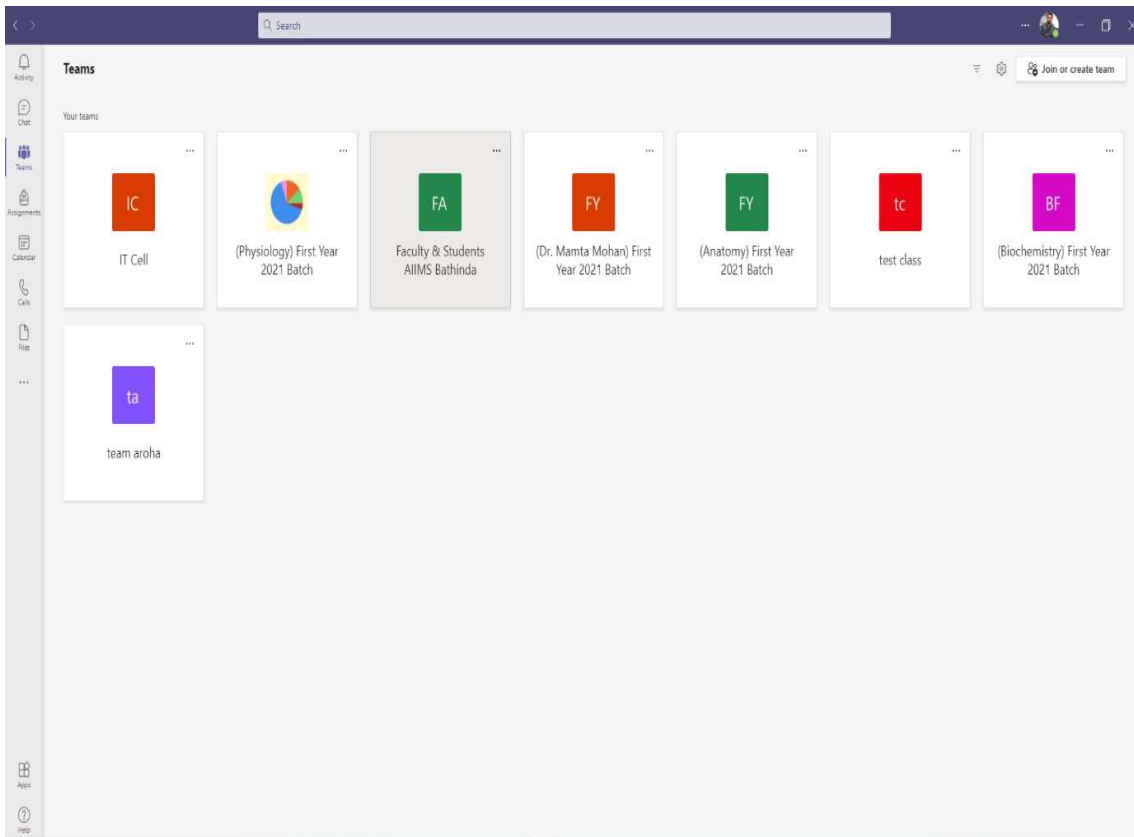 Search
Activity
Chat
Teams
Assignments
Calendar
Calls
Files
Apps
Help
Teams
Join or create team
Your teams
IC
IT Cell
(Physiology) First Year
2021 Batch
FA
Faculty & Students
AIIMS Bathinda
FY
(Dr. Mamta Mohan) First
Year 2021 Batch
FY
(Anatomy) First Year
2021 Batch
tc
test class
BF
(Biochemistry) First Year
2021 Batch
ta
team aroha